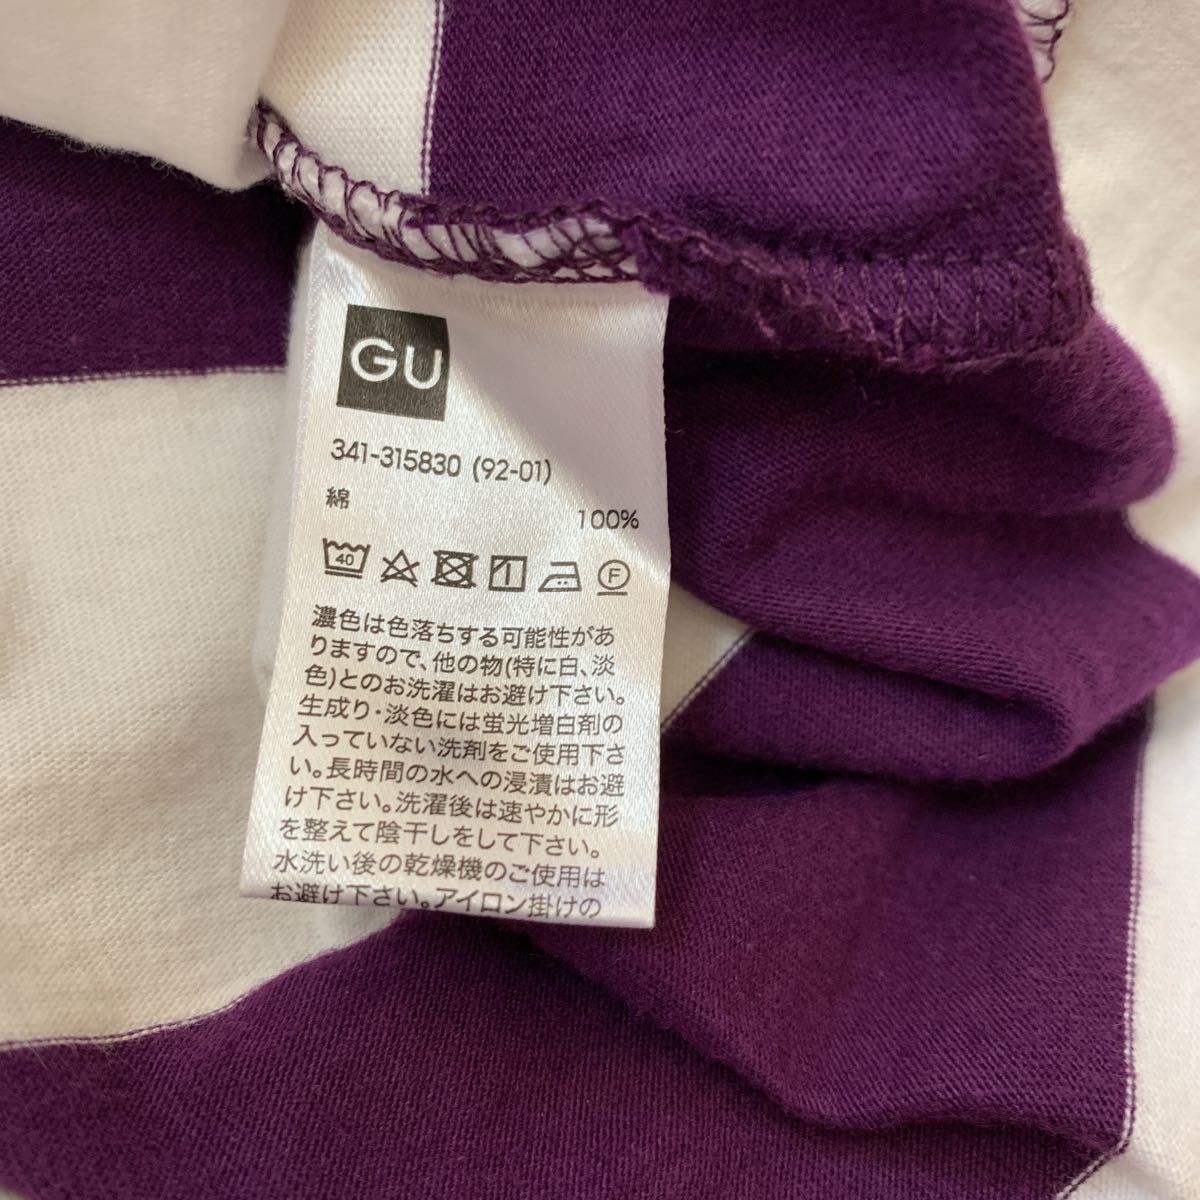 GU
341-315830 (92-01)
綿 100%
40 F
濃色は色落ちする可能性があ
りますので、他の物(特に白、淡
色)とのお洗濯はお避け下さい。
生成り・淡色には蛍光増白剤の
入っていない洗剤をご使用下さ
い。長時間の水への浸漬はお避
け下さい。洗濯後は速やかに形
を整えて陰干しをして下さい。
水洗い後の乾燥機のご使用は
お避け下さい。アイロン掛けの